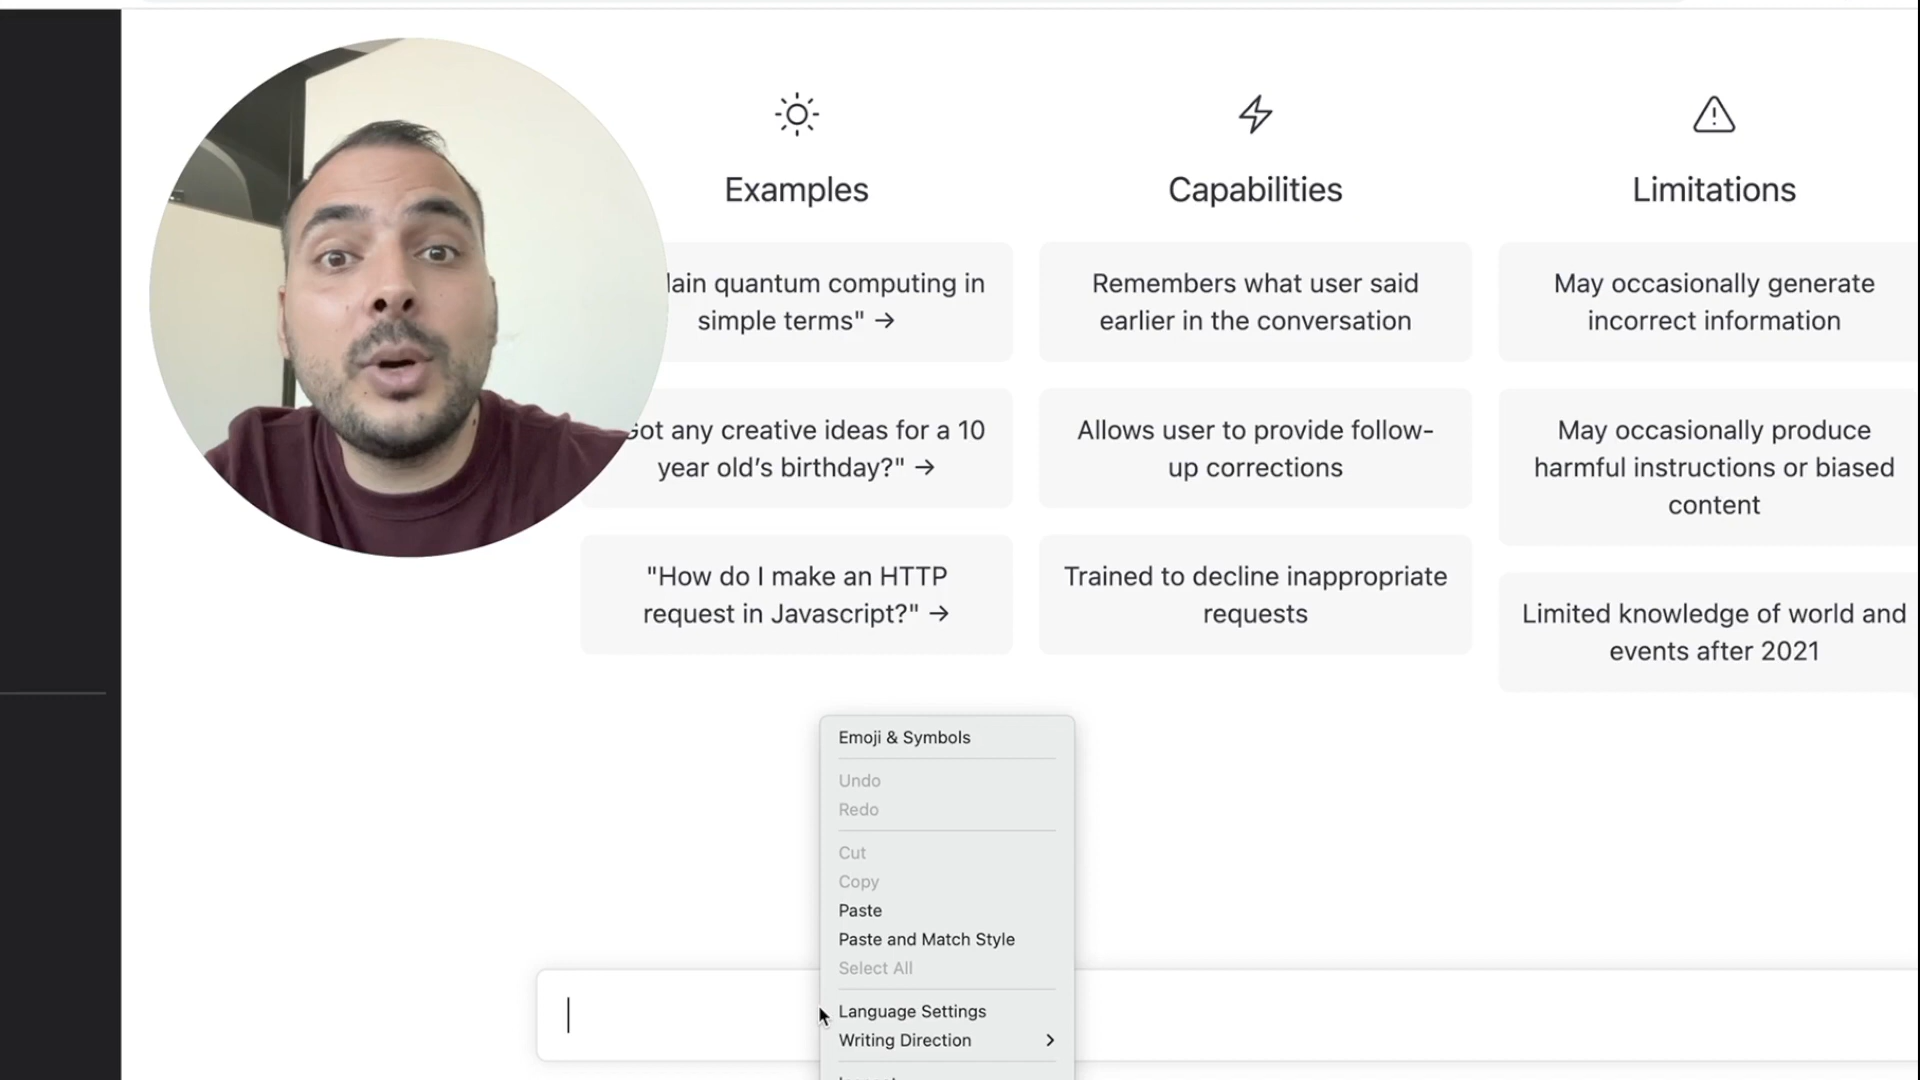 Examples
Capabilities
Limitations
quantum computing in
simple terms" →
any creative ideas for a 10
year old's birthday?" →
"How do I make an HTTP
request in Javascript?" →
Remembers what user said
earlier in the conversation
Allows user to provide follow-
up corrections
Trained to decline inappropriate
requests
May occasionally generate
incorrect information
May occasionally produce
harmful instructions or biased
content
Limited knowledge of world and
events after 2021
Emoji & Symbols
Undo
Redo
Cut
Copy
Paste
Paste and Match Style
Select All
Language Settings
Writing Direction